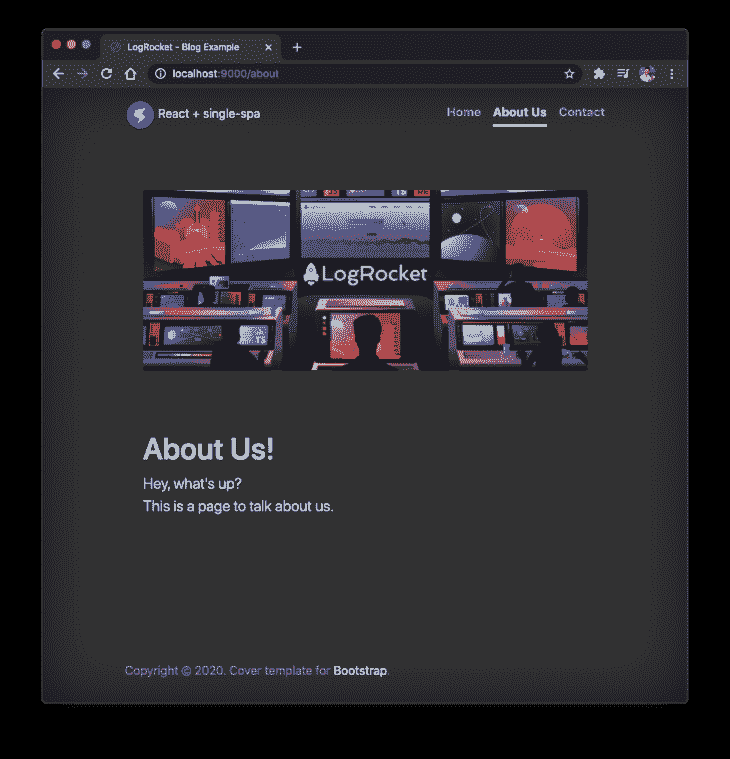 LogRocket - Blog Example
localhost:9000/about
React + single-spa
Home About Us Contact
LogRocket
About Us!
Hey, what's up?
This is a page to talk about us.
Copyright © 2020. Cover template for Bootstrap.